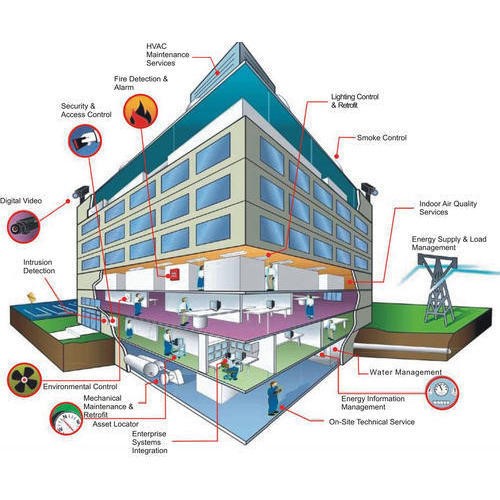 HVAC
Maintenance
Services
Fire Detection &
Alarm
Security &
Access Control
Digital Video
Intrusion
Detection
Environmental Control
Mechanical
Maintenance &
Retrofit
Asset Locator
Enterprise
Systems
Integration
Lighting Control
& Retrofit
Smoke Control
Indoor Air Quality
Services
Energy Supply & Load
Management
Water Management
Energy Information
Management
On-Site Technical Service